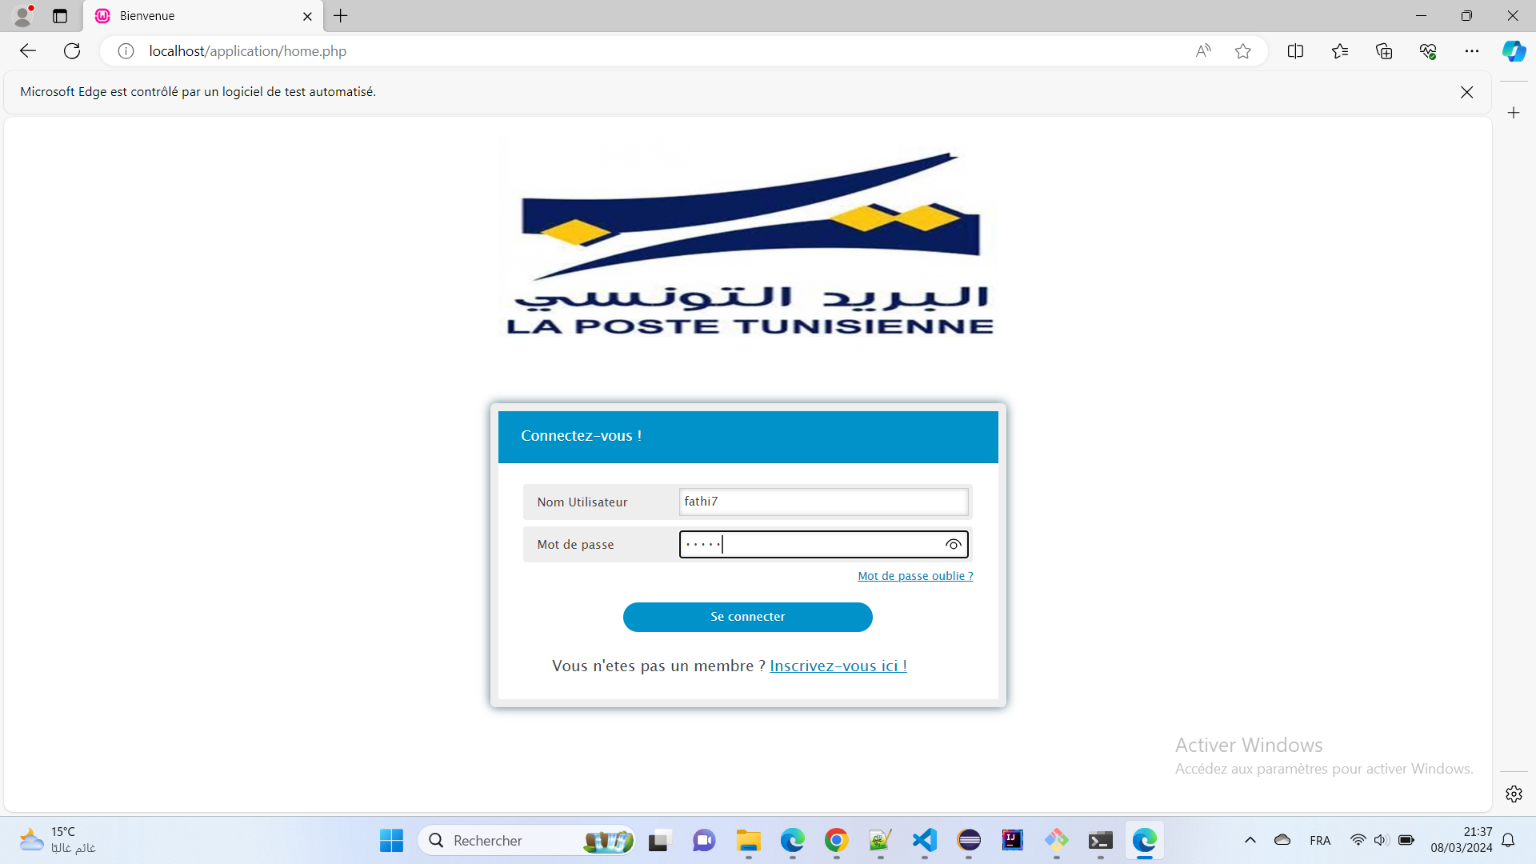 Bienvenue
localhost/application/home.php
Microsoft Edge est contrôlé par un logiciel de test automatisé.
البريد التونسي
LA POSTE TUNISIENNE
Connectez-vous !
Nom Utilisateur
fathi7
Mot de passe
•••••
Mot de passe oublie ?
Se connecter
Vous n'etes pas un membre ? Inscrivez-vous ici !
Activer Windows
Accédez aux paramètres pour activer Windows.
15°C
غائم غالبًا
Rechercher
FRA
21:37
08/03/2024